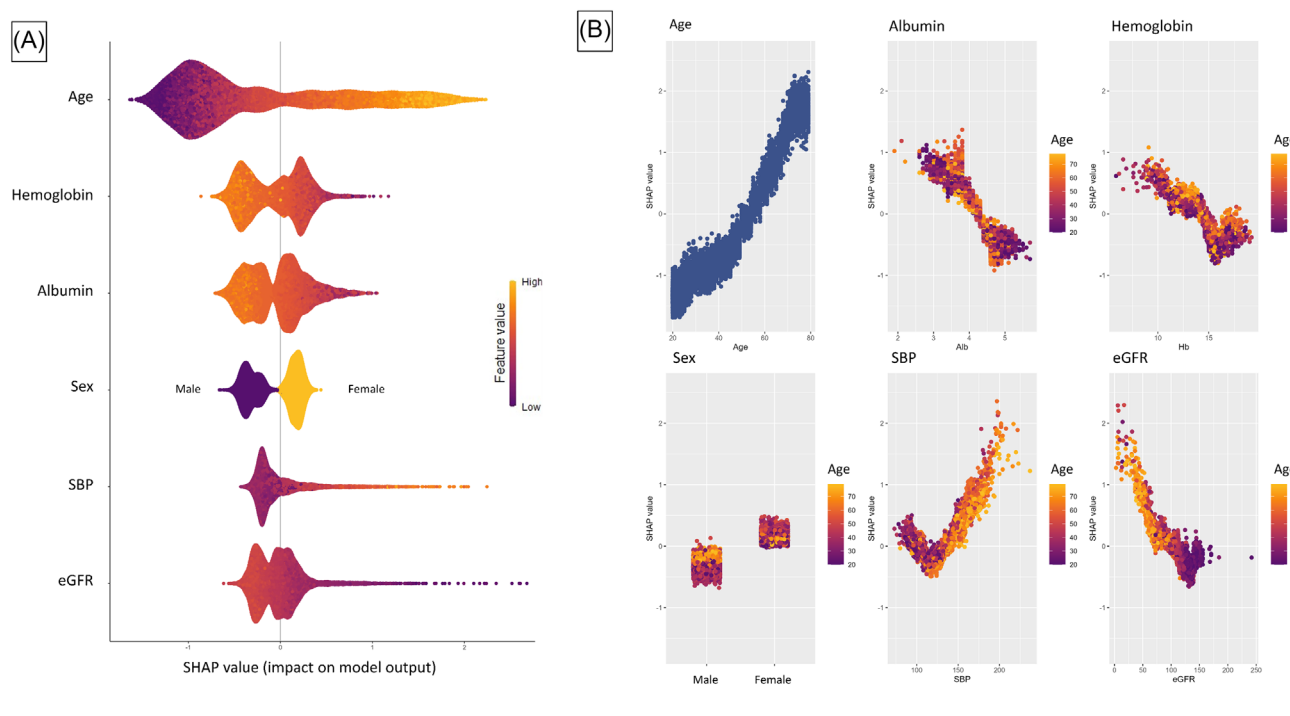 (A)
Age
Hemoglobin
Albumin
Sex
Male
Female
SBP
eGFR
High
Feature value
Low
-1
0
1
2
SHAP value (impact on model output)
(B)
Age
SHAP value
2
1
0
-1
20
40
60
80
Age
Albumin
SHAP value
2
1
0
-1
2
3
4
5
Alb
Age
70
60
50
40
30
20
Hemoglobin
SHAP value
2
1
0
-1
10
15
Hb
Ag
Sex
SHAP value
2
1
0
-1
Male
Female
Age
70
60
50
40
30
20
SBP
SHAP value
2
1
0
-1
100
150
200
SBP
Age
70
60
50
40
30
20
eGFR
SHAP value
2
1
0
-1
0
50
100
150
200
250
eGFR
Ag